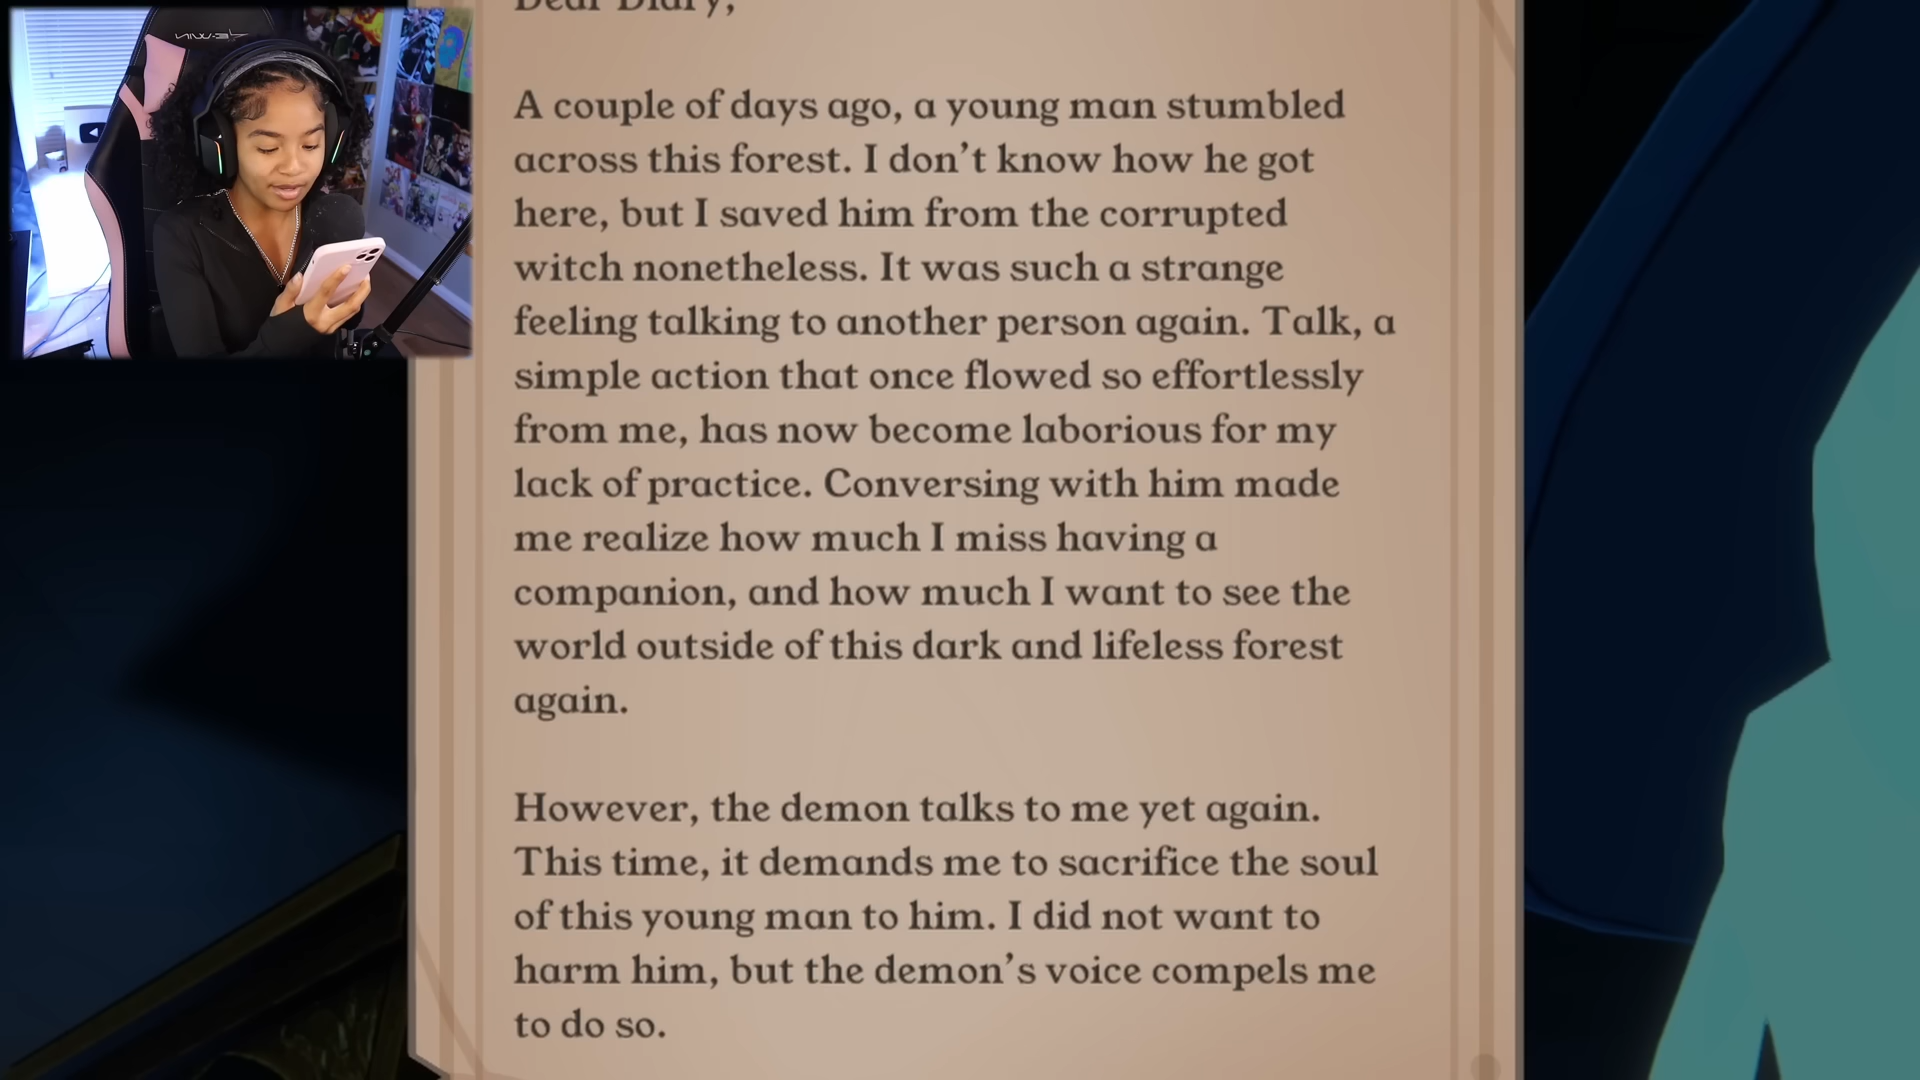 Dear Diary,
A couple of days ago, a young man stumbled
across this forest. I don’t know how he got
here, but I saved him from the corrupted
witch nonetheless. It was such a strange
feeling talking to another person again. Talk, a
simple action that once flowed so effortlessly
from me, has now become laborious for my
lack of practice. Conversing with him made
me realize how much I miss having a
companion, and how much I want to see the
world outside of this dark and lifeless forest
again.
However, the demon talks to me yet again.
This time, it demands me to sacrifice the soul
of this young man to him. I did not want to
harm him, but the demon’s voice compels me
to do so.